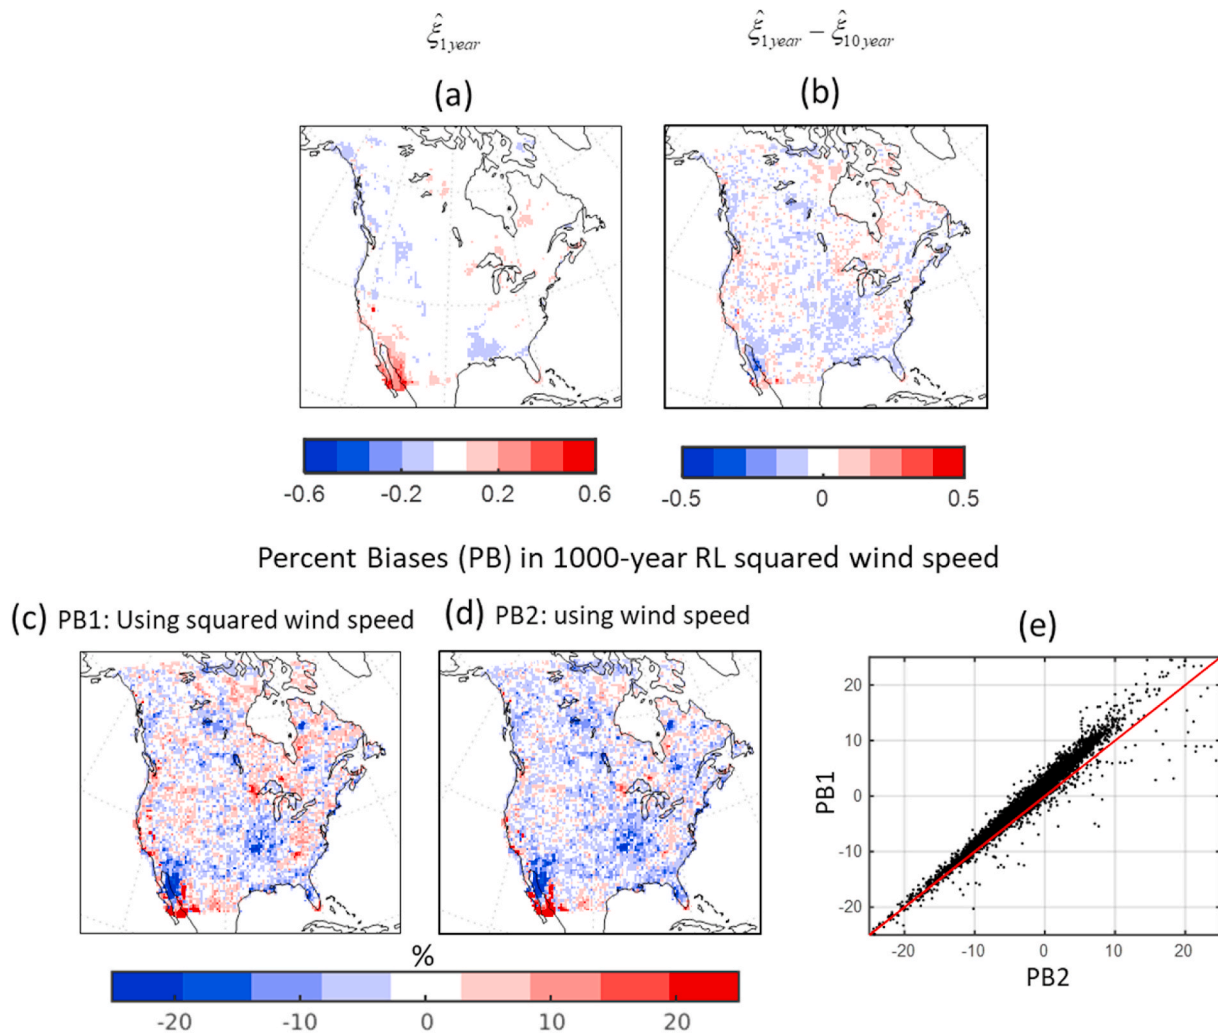 ξ̂1year
ξ̂1year − ξ̂10year
(a)
(b)
-0.6 -0.2 0.2 0.6
-0.5 0 0.5
Percent Biases (PB) in 1000-year RL squared wind speed
(c) PB1: Using squared wind speed
(d) PB2: using wind speed
(e)
20
10
0
-10
-20
PB1
-20 -10 0 10 20
PB2
%
-20 -10 0 10 20